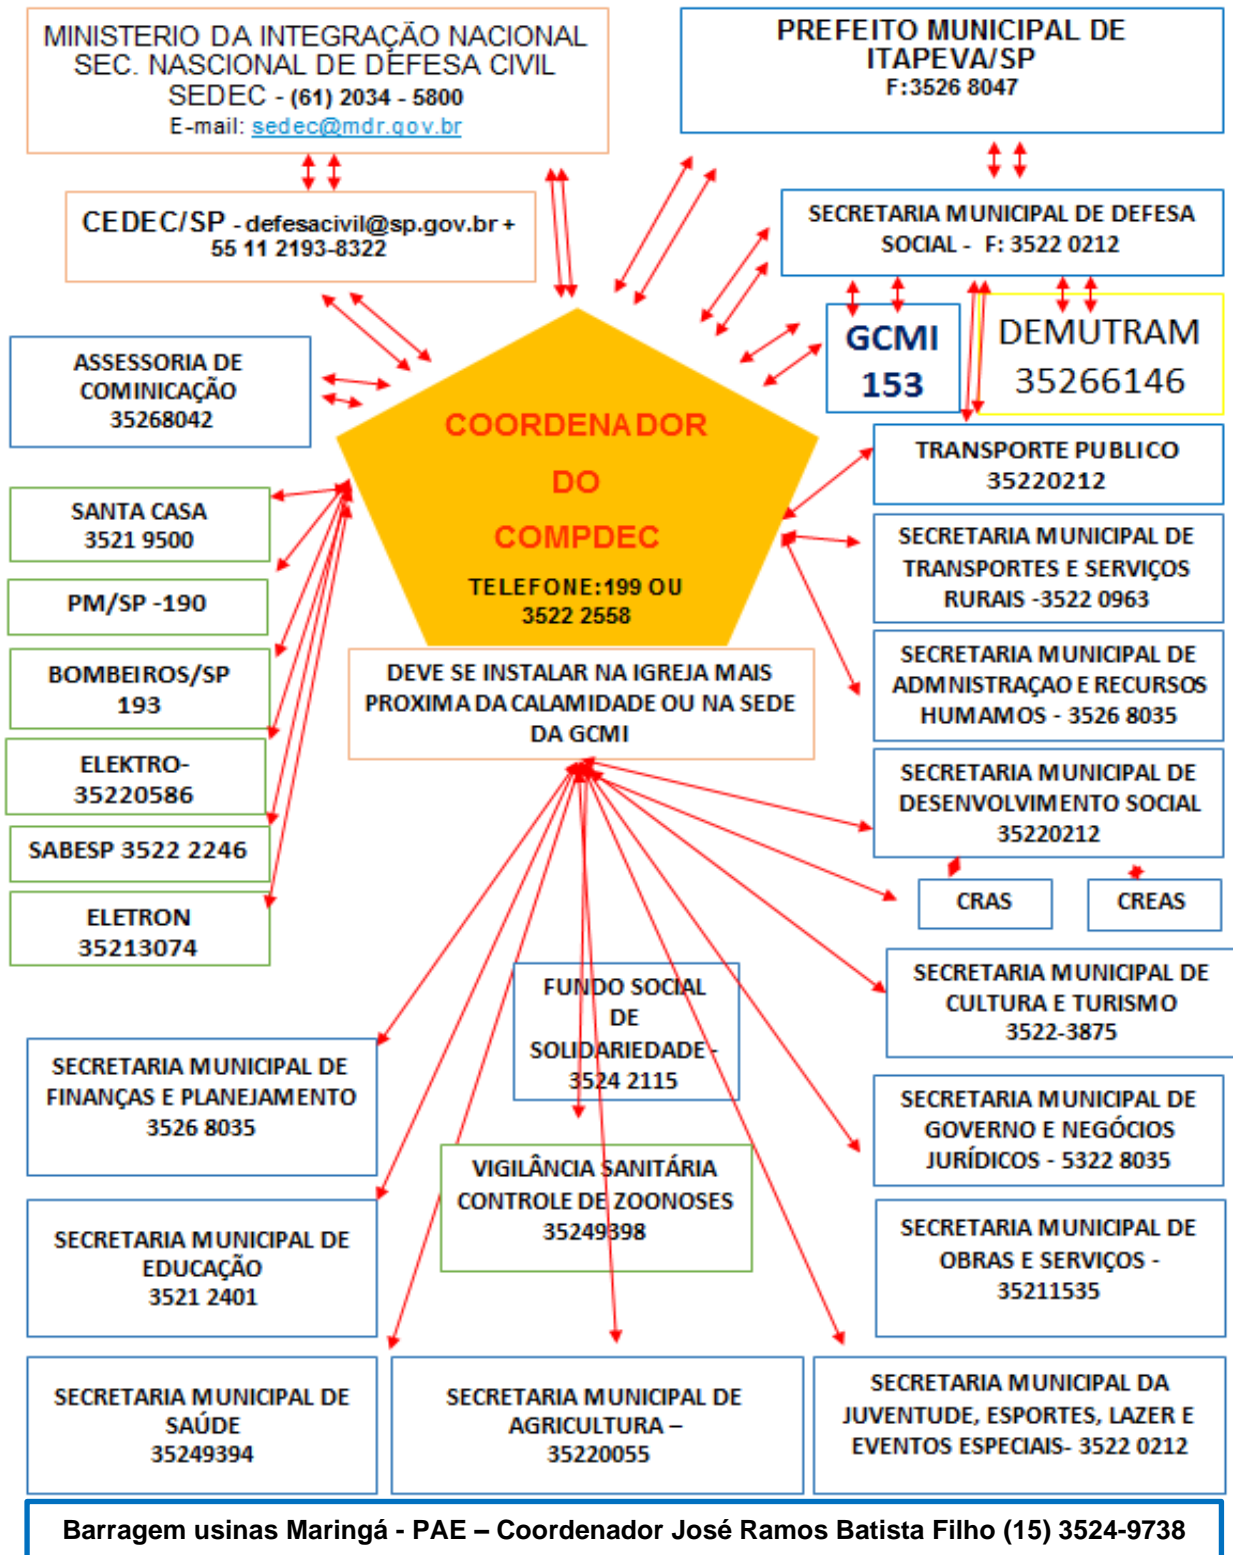 MINISTERIO DA INTEGRAÇÃO NACIONAL
SEC. NASCIONAL DE DEFESA CIVIL
SEDEC - (61) 2034 - 5800
E-mail: sedec@mdr.gov.br
PREFEITO MUNICIPAL DE
ITAPEVA/SP
F:3526 8047
CEDEC/SP - defesacivil@sp.gov.br +
55 11 2193-8322
SECRETARIA MUNICIPAL DE DEFESA
SOCIAL - F: 3522 0212
GCMI
153
DEMUTRAM
35266146
ASSESSORIA DE
COMINICAÇÃO
35268042
COORDENADOR
DO
COMPDEC
TELEFONE:199 OU
3522 2558
TRANSPORTE PUBLICO
35220212
SANTA CASA
3521 9500
SECRETARIA MUNICIPAL DE
TRANSPORTES E SERVIÇOS
RURAIS -3522 0963
PM/SP -190
BOMBEIROS/SP
193
DEVE SE INSTALAR NA IGREJA MAIS
PROXIMA DA CALAMIDADE OU NA SEDE
DA GCMI
SECRETARIA MUNICIPAL DE
ADMNISTRAÇAO E RECURSOS
HUMAMOS - 3526 8035
ELEKTRO-
35220586
SECRETARIA MUNICIPAL DE
DESENVOLVIMENTO SOCIAL
35220212
SABESP 3522 2246
ELETRON
35213074
CRAS
CREAS
FUNDO SOCIAL
DE
SOLIDARIEDADE -
3524 2115
SECRETARIA MUNICIPAL DE
CULTURA E TURISMO
3522-3875
SECRETARIA MUNICIPAL DE
FINANÇAS E PLANEJAMENTO
3526 8035
SECRETARIA MUNICIPAL DE
GOVERNO E NEGÓCIOS
JURÍDICOS - 5322 8035
VIGILÂNCIA SANITÁRIA
CONTROLE DE ZOONOSES
35249398
SECRETARIA MUNICIPAL DE
EDUCAÇÃO
3521 2401
SECRETARIA MUNICIPAL DE
OBRAS E SERVIÇOS -
35211535
SECRETARIA MUNICIPAL DE
SAÚDE
35249394
SECRETARIA MUNICIPAL DE
AGRICULTURA –
35220055
SECRETARIA MUNICIPAL DA
JUVENTUDE, ESPORTES, LAZER E
EVENTOS ESPECIAIS- 3522 0212
Barragem usinas Maringá - PAE – Coordenador José Ramos Batista Filho (15) 3524-9738